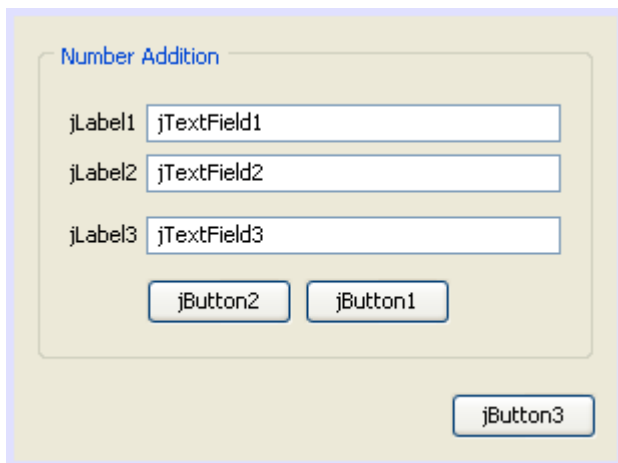 Number Addition
jLabel1 jTextField1
jLabel2 jTextField2
jLabel3 jTextField3
jButton2 jButton1
jButton3